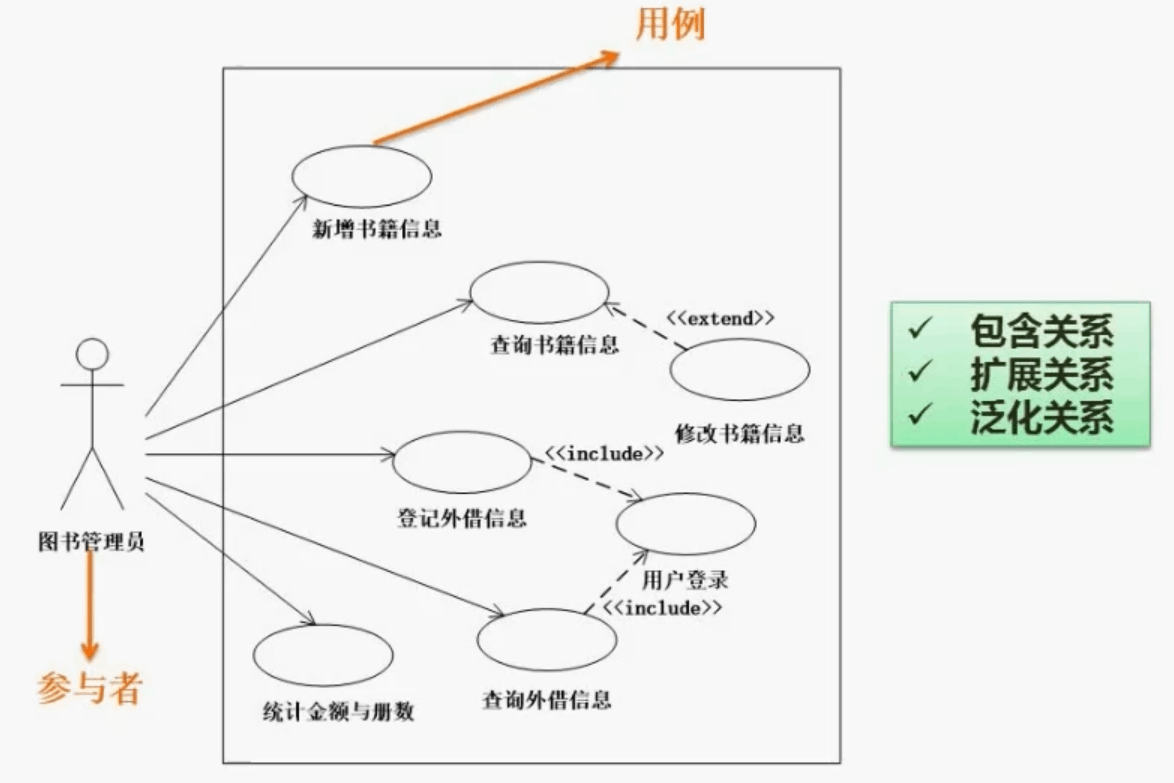 用例
新增书籍信息
查询书籍信息
<<extend>>
修改书籍信息
<<include>>
登记外借信息
用户登录
<<include>>
查询外借信息
统计金额与册数
图书管理员
参与者
✓ 包含关系
✓ 扩展关系
✓ 泛化关系